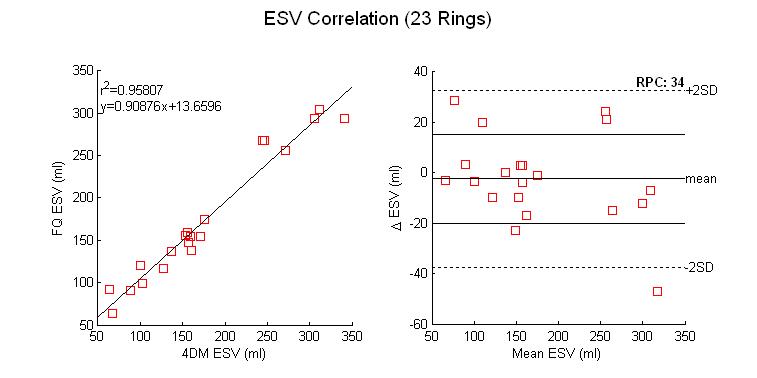 ESV Correlation (23 Rings)
350
300
250
200
150
100
50
FQ ESV (ml)
r²=0.95807
y=0.90876x+13.6596
50 100 150 200 250 300 350
4DM ESV (ml)
40
20
0
-20
-40
-60
Δ ESV (ml)
RPC: 34
+2SD
mean
-2SD
50 100 150 200 250 300 350
Mean ESV (ml)